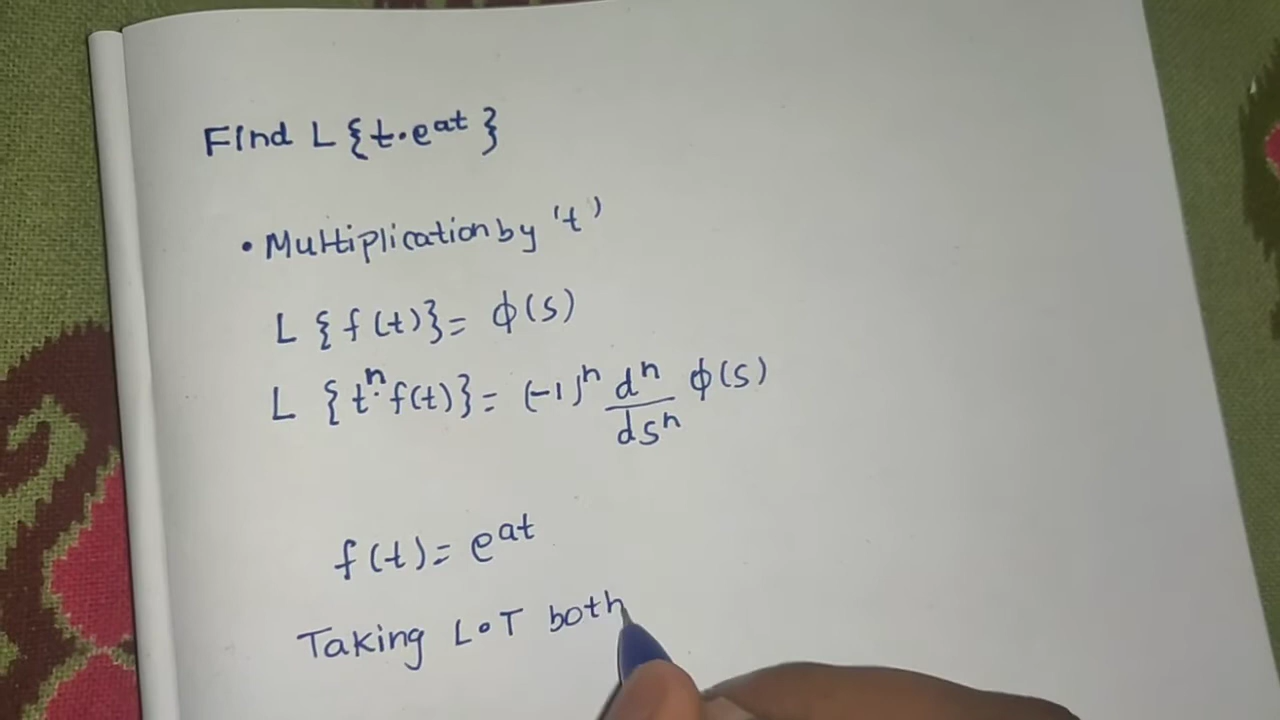 Find L{t.e^at}
• Multiplication by 't'
L {f(t)} = ϕ(s)
L {t^n.f(t)} = (-1)^n d^n/ds^n ϕ(s)
f(t) = e^at
Taking L.T both